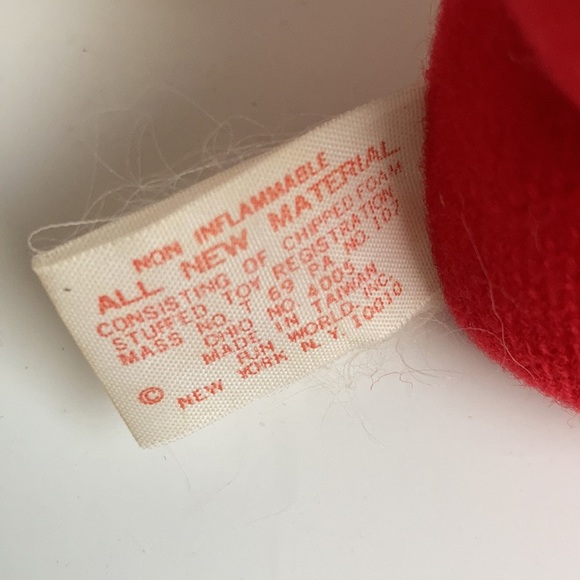 NON INFLAMMABLE
ALL NEW MATERIAL
CONSISTING OF CHIPPED FOAM
STUFFED TOY REGISTRATION
MASS NO. T 69 PA. NO. 107
OHIO NO. 4005
MADE IN TAIWAN
© FUN WORLD, INC.
NEW YORK N. Y. 10010